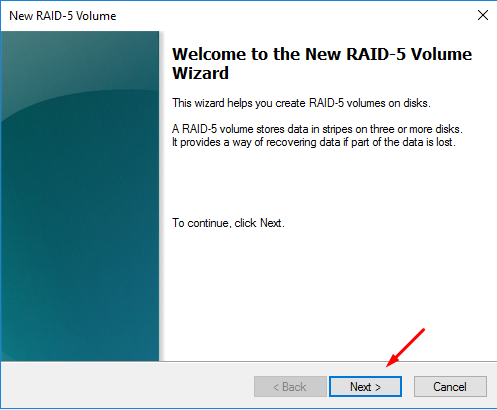 New RAID-5 Volume
Welcome to the New RAID-5 Volume
Wizard
This wizard helps you create RAID-5 volumes on disks.
A RAID-5 volume stores data in stripes on three or more disks.
It provides a way of recovering data if part of the data is lost.
To continue, click Next.
< Back
Next >
Cancel